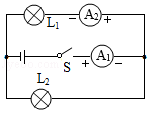 L₁ − A₂ +
S + A₁ −
L₂